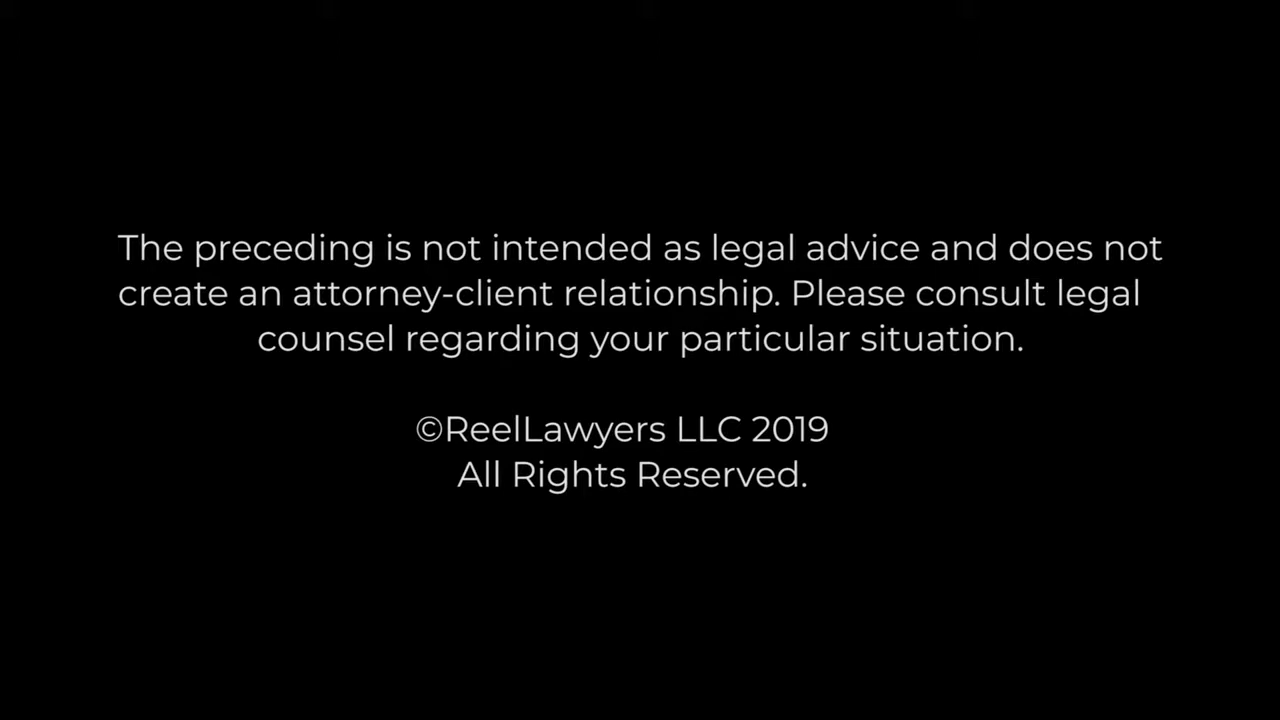 The preceding is not intended as legal advice and does not
create an attorney-client relationship. Please consult legal
counsel regarding your particular situation.
©ReelLawyers LLC 2019
All Rights Reserved.